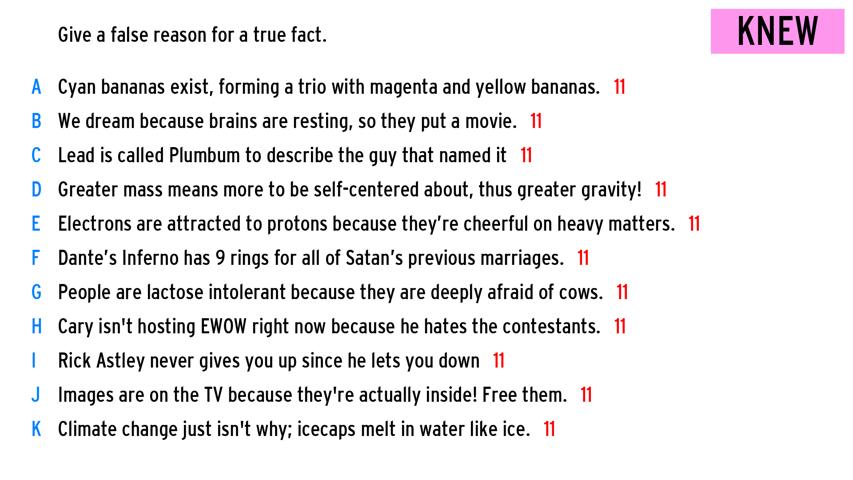 Give a false reason for a true fact.
KNEW
A Cyan bananas exist, forming a trio with magenta and yellow bananas. 11
B We dream because brains are resting, so they put a movie. 11
C Lead is called Plumbum to describe the guy that named it 11
D Greater mass means more to be self-centered about, thus greater gravity! 11
E Electrons are attracted to protons because they’re cheerful on heavy matters. 11
F Dante’s Inferno has 9 rings for all of Satan’s previous marriages. 11
G People are lactose intolerant because they are deeply afraid of cows. 11
H Cary isn't hosting EWOW right now because he hates the contestants. 11
I Rick Astley never gives you up since he lets you down 11
J Images are on the TV because they're actually inside! Free them. 11
K Climate change just isn't why; icecaps melt in water like ice. 11